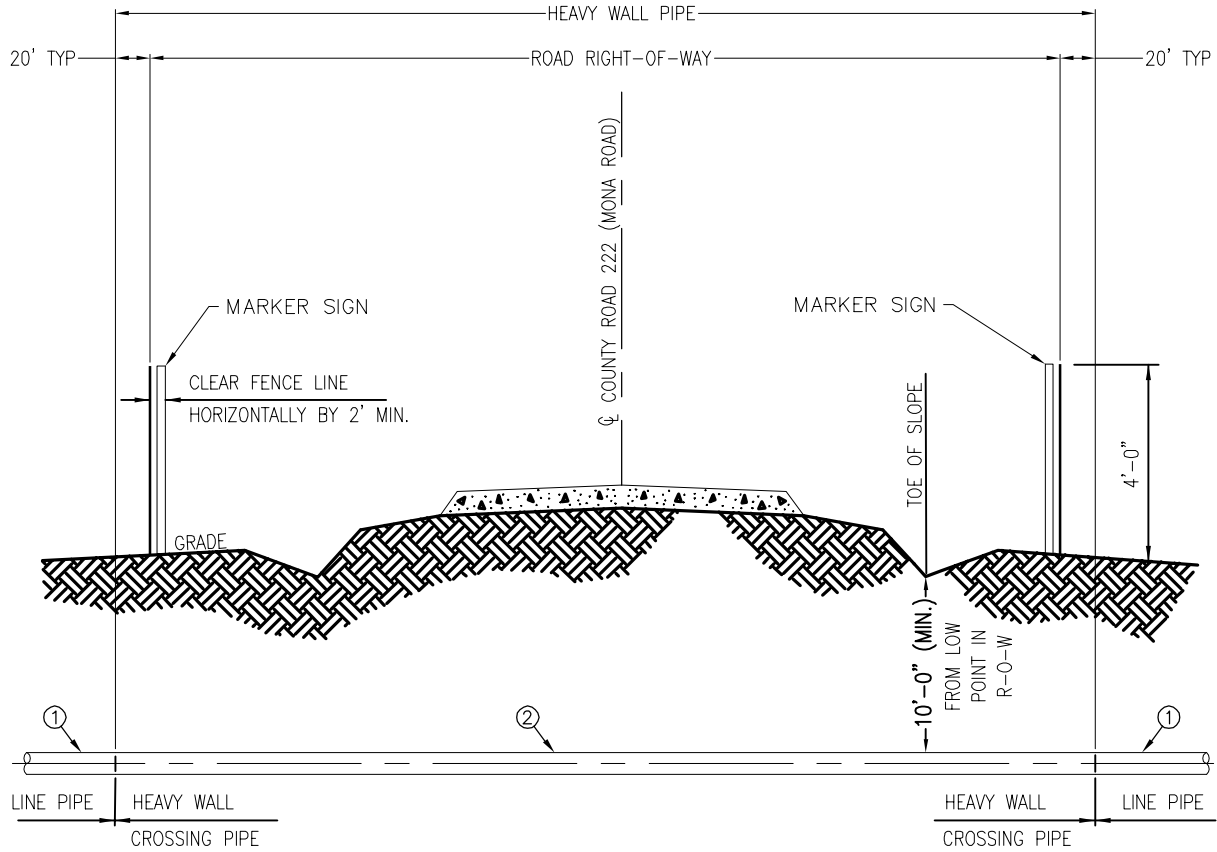 HEAVY WALL PIPE
20' TYP
ROAD RIGHT-OF-WAY
20' TYP
℄ COUNTY ROAD 222 (MONA ROAD)
MARKER SIGN
MARKER SIGN
CLEAR FENCE LINE
HORIZONTALLY BY 2' MIN.
TOE OF SLOPE
4'-0"
GRADE
10'-0" (MIN.)
FROM LOW
POINT IN
R-O-W
1
2
1
LINE PIPE
HEAVY WALL
CROSSING PIPE
HEAVY WALL
CROSSING PIPE
LINE PIPE